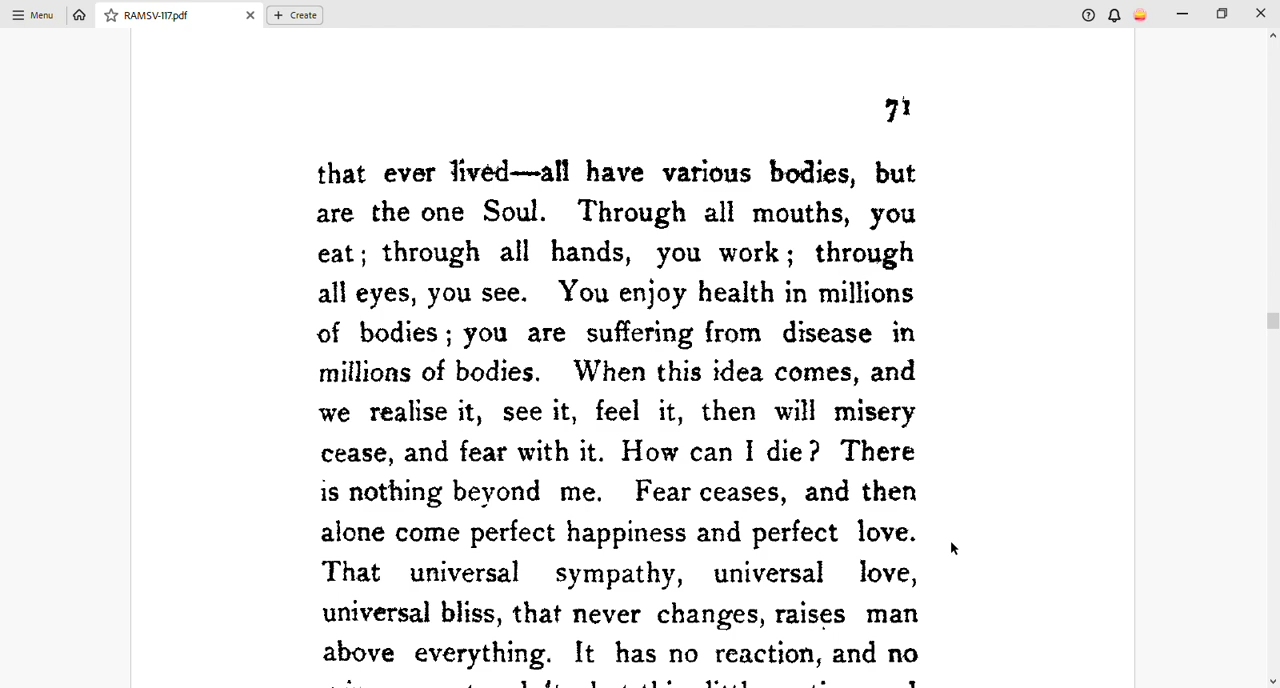 Menu
RAMSV-117.pdf
Create
71
that ever lived—all have various bodies, but
are the one Soul. Through all mouths, you
eat; through all hands, you work; through
all eyes, you see. You enjoy health in millions
of bodies; you are suffering from disease in
millions of bodies. When this idea comes, and
we realise it, see it, feel it, then will misery
cease, and fear with it. How can I die? There
is nothing beyond me. Fear ceases, and then
alone come perfect happiness and perfect love.
That universal sympathy, universal love,
universal bliss, that never changes, raises man
above everything. It has no reaction, and no